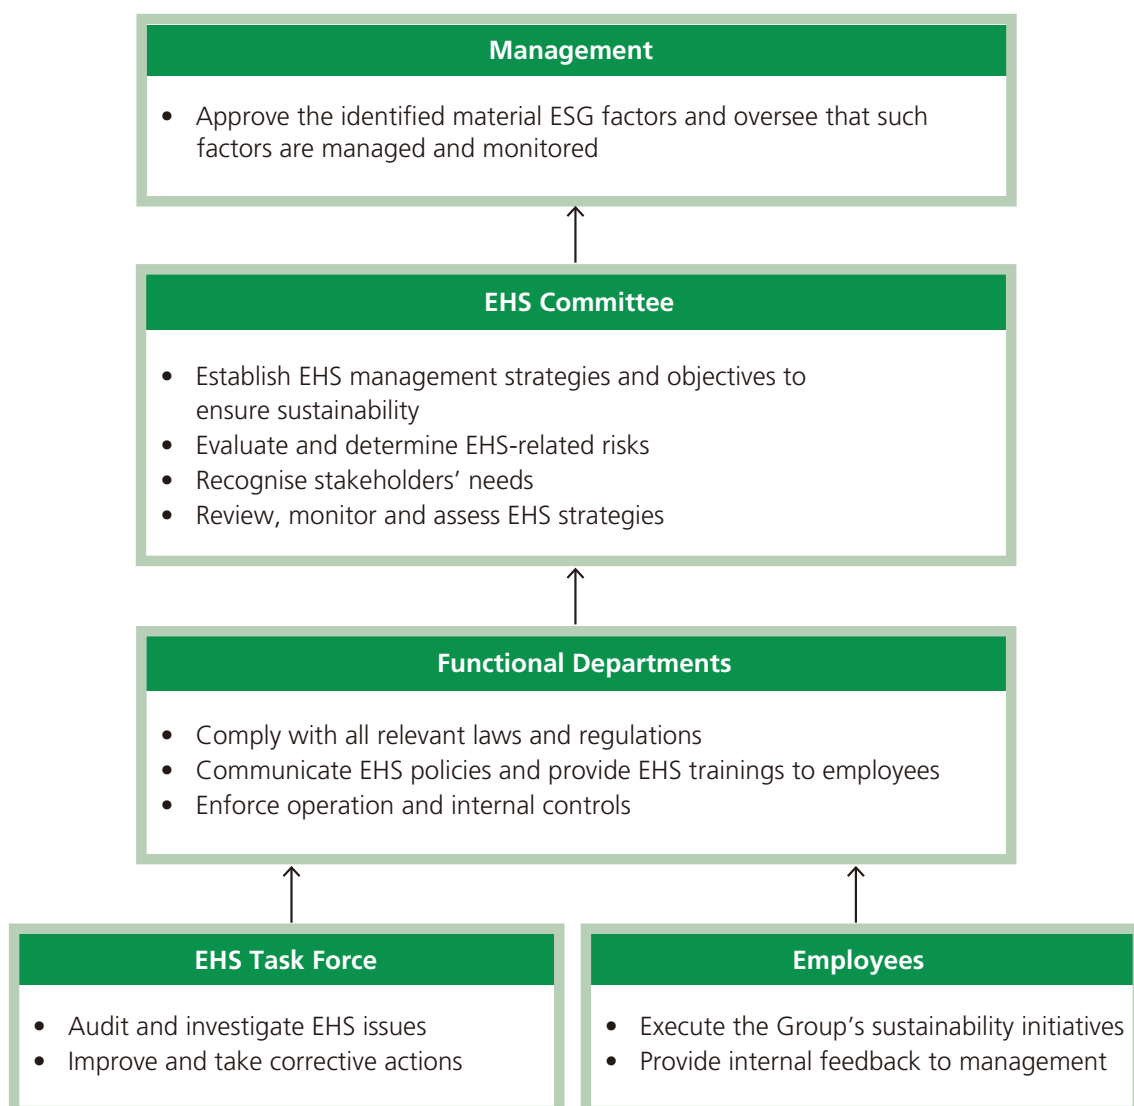 Management
• Approve the identified material ESG factors and oversee that such
factors are managed and monitored
EHS Committee
• Establish EHS management strategies and objectives to
ensure sustainability
• Evaluate and determine EHS-related risks
• Recognise stakeholders’ needs
• Review, monitor and assess EHS strategies
Functional Departments
• Comply with all relevant laws and regulations
• Communicate EHS policies and provide EHS trainings to employees
• Enforce operation and internal controls
EHS Task Force
• Audit and investigate EHS issues
• Improve and take corrective actions
Employees
• Execute the Group’s sustainability initiatives
• Provide internal feedback to management